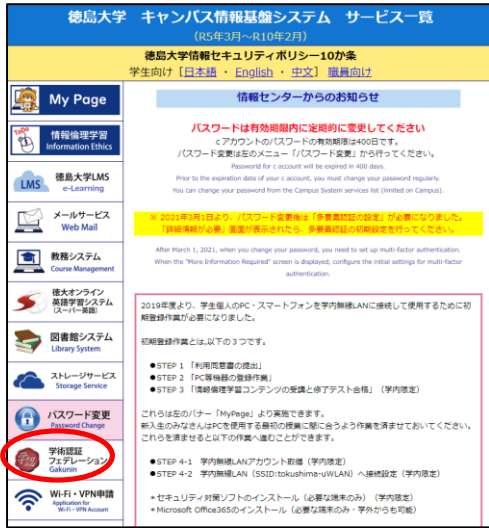 徳島大学　キャンパス情報基盤システム　サービス一覧
（R5年3月～R10年2月）
徳島大学情報セキュリティポリシー10か条
学生向け［日本語 ・ English ・ 中文］ 職員向け
My Page
ToDo
情報倫理学習
Information Ethics
LMS
徳島大学LMS
e-Learning
メールサービス
Web Mail
教務システム
Course Management
徳大オンライン
英語学習システム
（スーパー英語）
図書館システム
Library System
ストレージサービス
Storage Service
パスワード変更
Password Change
学術認証
フェデレーション
Gakunin
Wi-Fi・VPN申請
Application for
Wi-Fi・VPN Account
情報センターからのお知らせ
パスワードは有効期限内に定期的に変更してください
cアカウントのパスワードの有効期限は400日です。
パスワード変更は左のメニュー「パスワード変更」から行ってください。
Password for c account will be expired in 400 days.
Prior to the expiration date of your c account, you must change your password regularly.
You can change your password from the Campus System services list (limited on Campus).
※ 2021年3月1日より、パスワード変更後は「多要素認証の設定」が必要になりました。
「詳細情報が必要」画面が表示されたら、多要素認証の初期設定を行ってください。
After March 1, 2021, when you change your password, you need to set up multi-factor authentication.
When the "More Information Required" screen is displayed, configure the initial settings for multi-factor
authentication.
2019年度より、学生個人のPC・スマートフォンを学内無線LANに接続して使用するために初
期登録作業が必要になりました。
初期登録作業とは,以下の３つです。
●STEP 1 「利用同意書の提出」
●STEP 2 「PC等機器の登録作業」
●STEP 3 「情報倫理学習コンテンツの受講と修了テスト合格」（学内限定）
これらは左のバナー「MyPage」より実施できます。
新入生のみなさんはPCを使用する最初の授業に間に合うよう作業を済ませておいてください。
これらを済ませると以下の作業へ進むことができます。
●STEP 4-1 学内無線LANアカウント取得（学内限定）
●STEP 4-2 学内無線LAN（SSID:tokushima-uWLAN）へ接続設定（学内限定）
＊セキュリティ対策ソフトのインストール（必要な端末のみ）（学内限定）
＊Microsoft Office365のインストール（必要な端末のみ・学外からも可能）